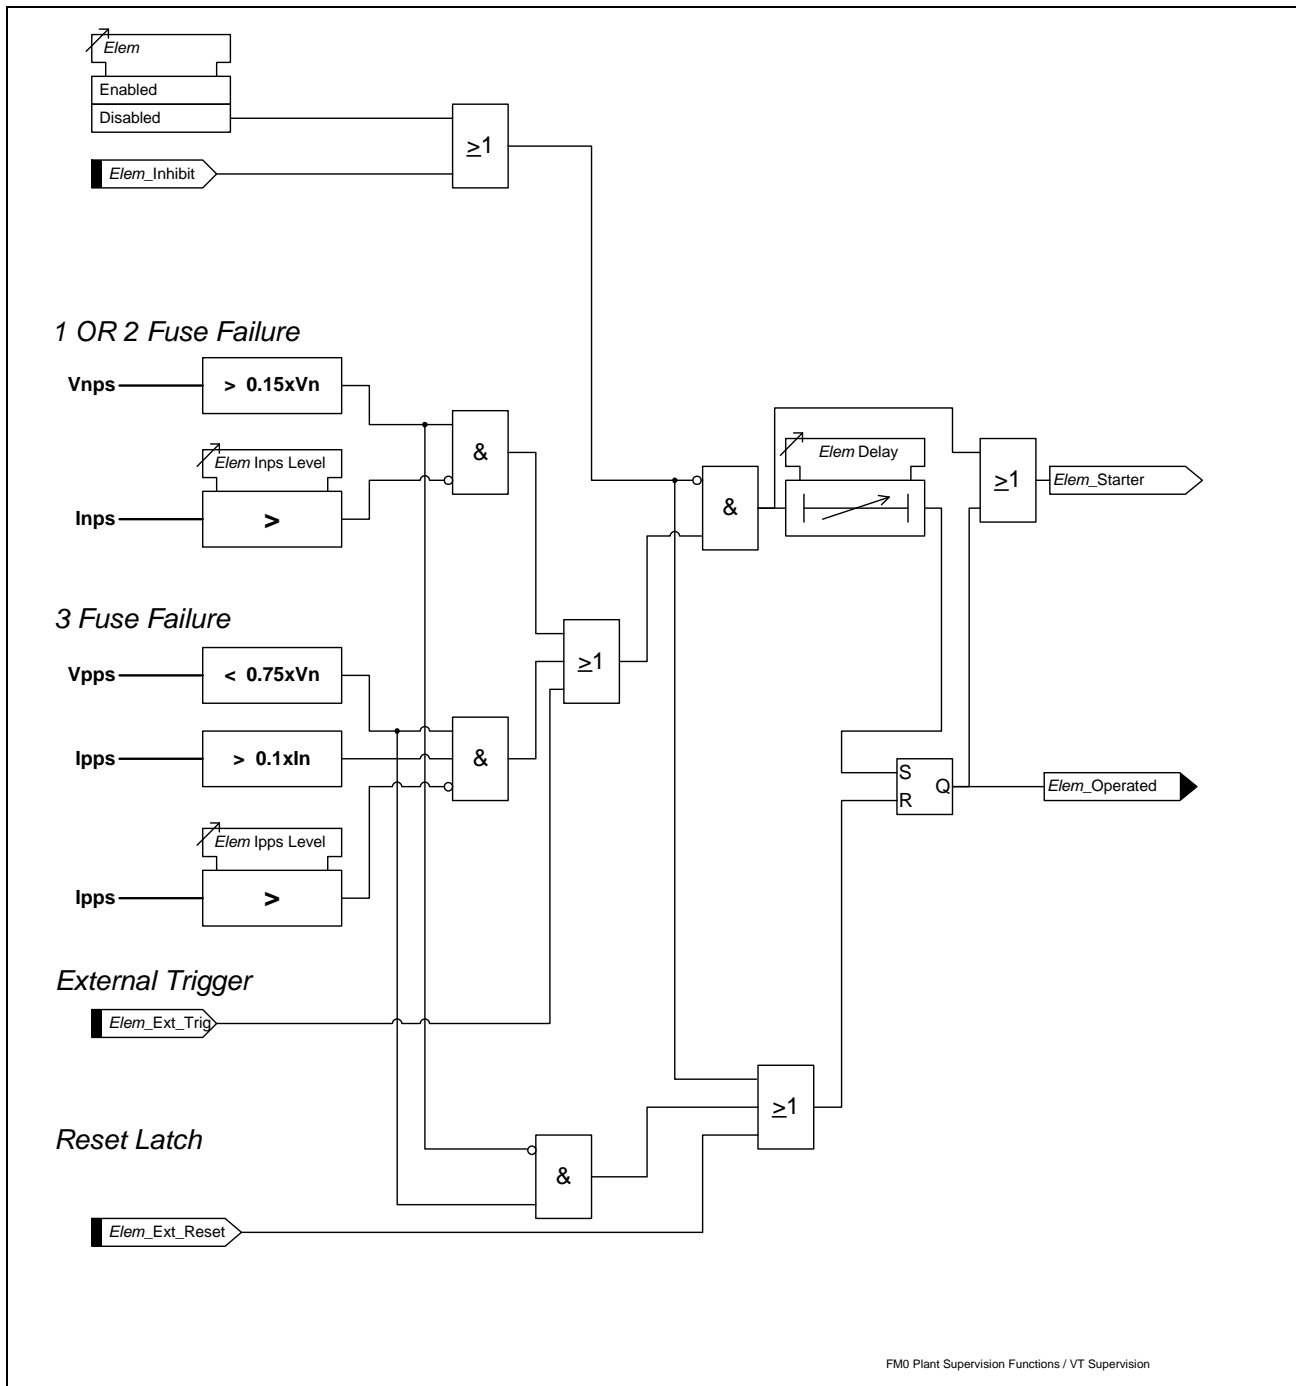 Elem
Enabled
Disabled
≥1
Elem_Inhibit
1 OR 2 Fuse Failure
Vnps
> 0.15xVn
&
Elem Inps Level
Inps
>
&
Elem Delay
≥1
Elem_Starter
3 Fuse Failure
Vpps
< 0.75xVn
≥1
Ipps
> 0.1xIn
&
S
R
Q
Elem_Operated
Elem Ipps Level
Ipps
>
External Trigger
Elem_Ext_Trig
≥1
Reset Latch
&
Elem_Ext_Reset
FM0 Plant Supervision Functions / VT Supervision